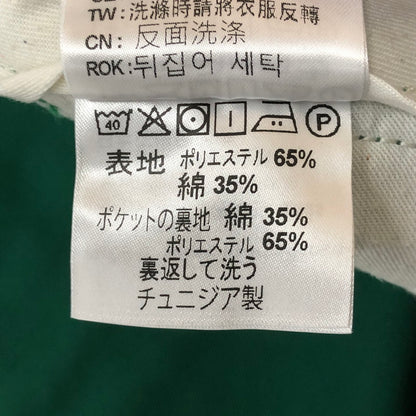 TW: 洗滌時請將衣服反轉
CN: 反面洗涤
ROK: 뒤집어 세탁
40 P
表地 ポリエステル 65%
綿 35%
ポケットの裏地 綿 35%
ポリエステル 65%
裏返して洗う
チュニジア製